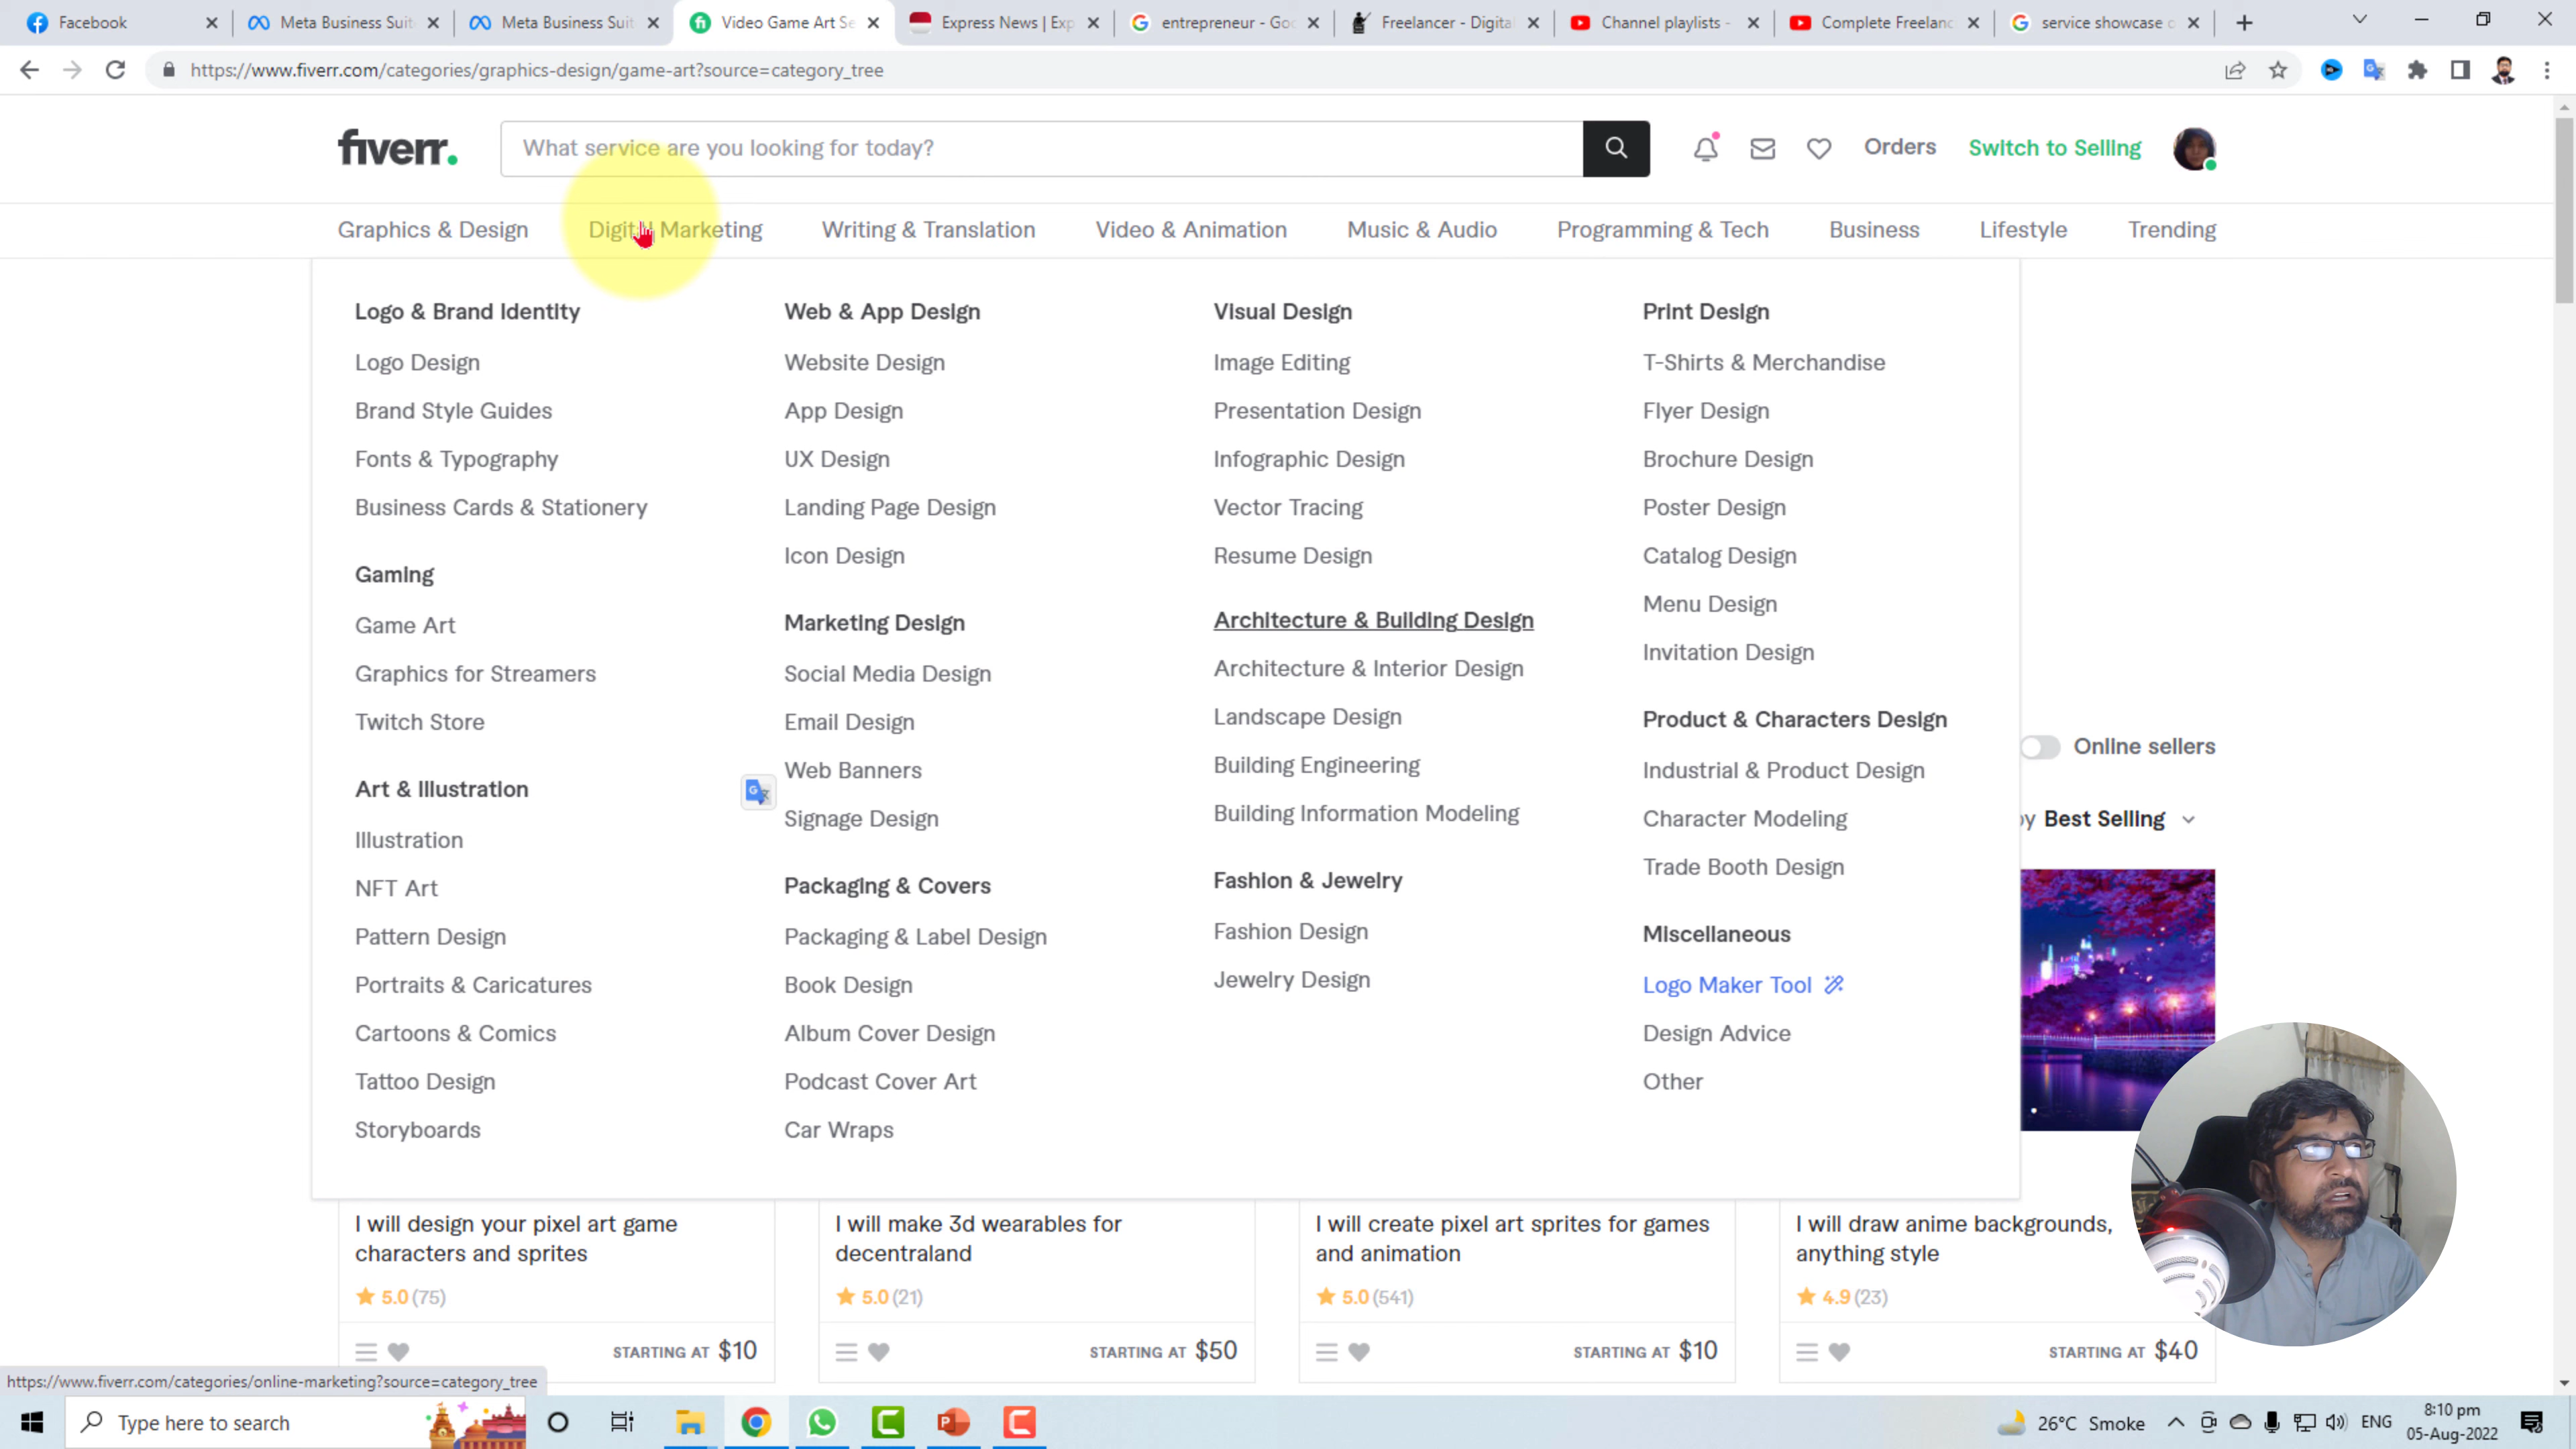 Facebook
Meta Business Suit
Meta Business Suit
Video Game Art Se
Express News | Exp
entrepreneur - Goo
Freelancer - Digital
Channel playlists -
Complete Freelanc
service showcase o
https://www.fiverr.com/categories/graphics-design/game-art?source=category_tree
fiverr.
What service are you looking for today?
Orders
Switch to Selling
Graphics & Design
Digital Marketing
Writing & Translation
Video & Animation
Music & Audio
Programming & Tech
Business
Lifestyle
Trending
Logo & Brand Identity
Logo Design
Brand Style Guides
Fonts & Typography
Business Cards & Stationery
Gaming
Game Art
Graphics for Streamers
Twitch Store
Art & Illustration
Illustration
NFT Art
Pattern Design
Portraits & Caricatures
Cartoons & Comics
Tattoo Design
Storyboards
Web & App Design
Website Design
App Design
UX Design
Landing Page Design
Icon Design
Marketing Design
Social Media Design
Email Design
Web Banners
Signage Design
Packaging & Covers
Packaging & Label Design
Book Design
Album Cover Design
Podcast Cover Art
Car Wraps
Visual Design
Image Editing
Presentation Design
Infographic Design
Vector Tracing
Resume Design
Architecture & Building Design
Architecture & Interior Design
Landscape Design
Building Engineering
Building Information Modeling
Fashion & Jewelry
Fashion Design
Jewelry Design
Print Design
T-Shirts & Merchandise
Flyer Design
Brochure Design
Poster Design
Catalog Design
Menu Design
Invitation Design
Product & Characters Design
Industrial & Product Design
Character Modeling
Trade Booth Design
Miscellaneous
Logo Maker Tool
Design Advice
Other
Online sellers
by Best Selling
I will design your pixel art game
characters and sprites
5.0 (75)
STARTING AT $10
I will make 3d wearables for
decentraland
5.0 (21)
STARTING AT $50
I will create pixel art sprites for games
and animation
5.0 (541)
STARTING AT $10
I will draw anime backgrounds,
anything style
4.9 (23)
STARTING AT $40
https://www.fiverr.com/categories/online-marketing?source=category_tree
Type here to search
26°C Smoke
ENG
8:10 pm
05-Aug-2022